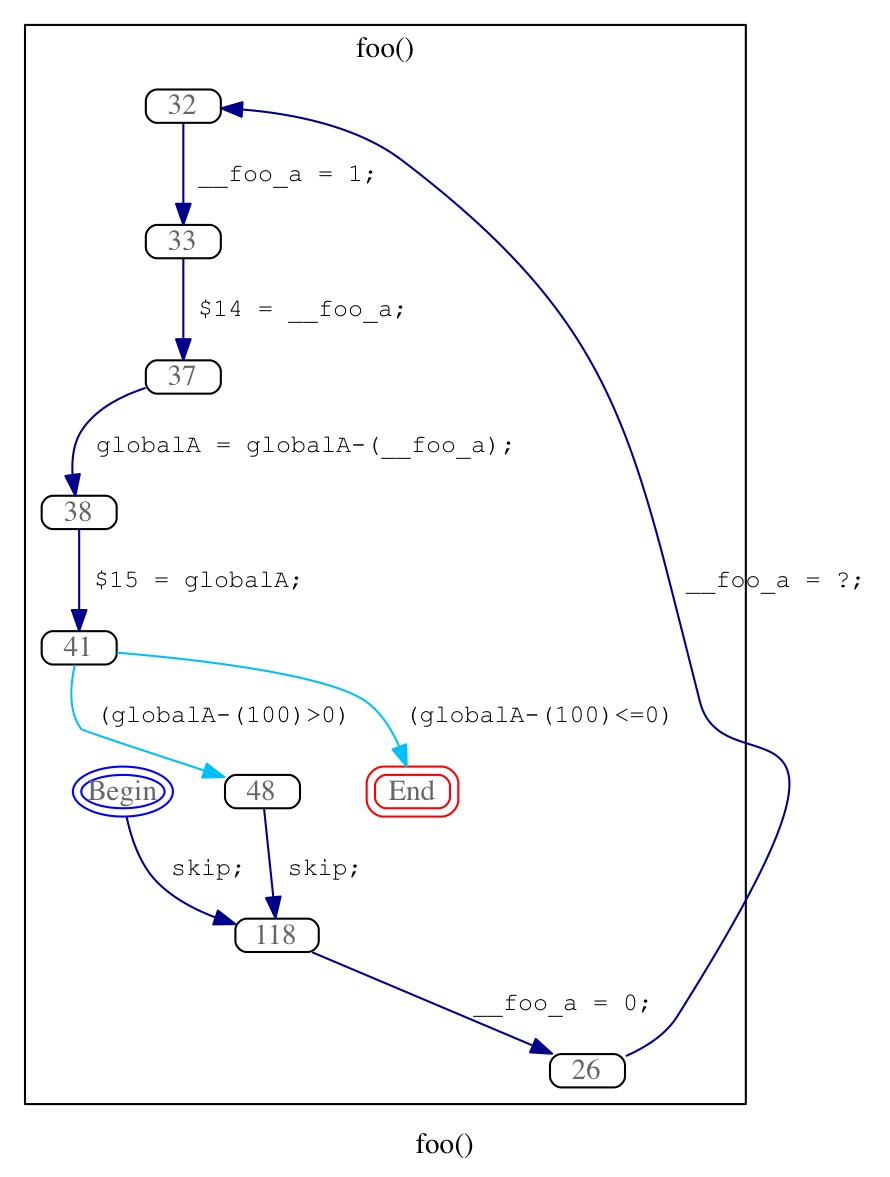 foo()
32
__foo_a = 1;
33
$14 = __foo_a;
37
globalA = globalA-(__foo_a);
38
$15 = globalA;
__foo_a = ?;
41
(globalA-(100)>0)
(globalA-(100)<=0)
Begin
48
End
skip;
skip;
118
__foo_a = 0;
26
foo()